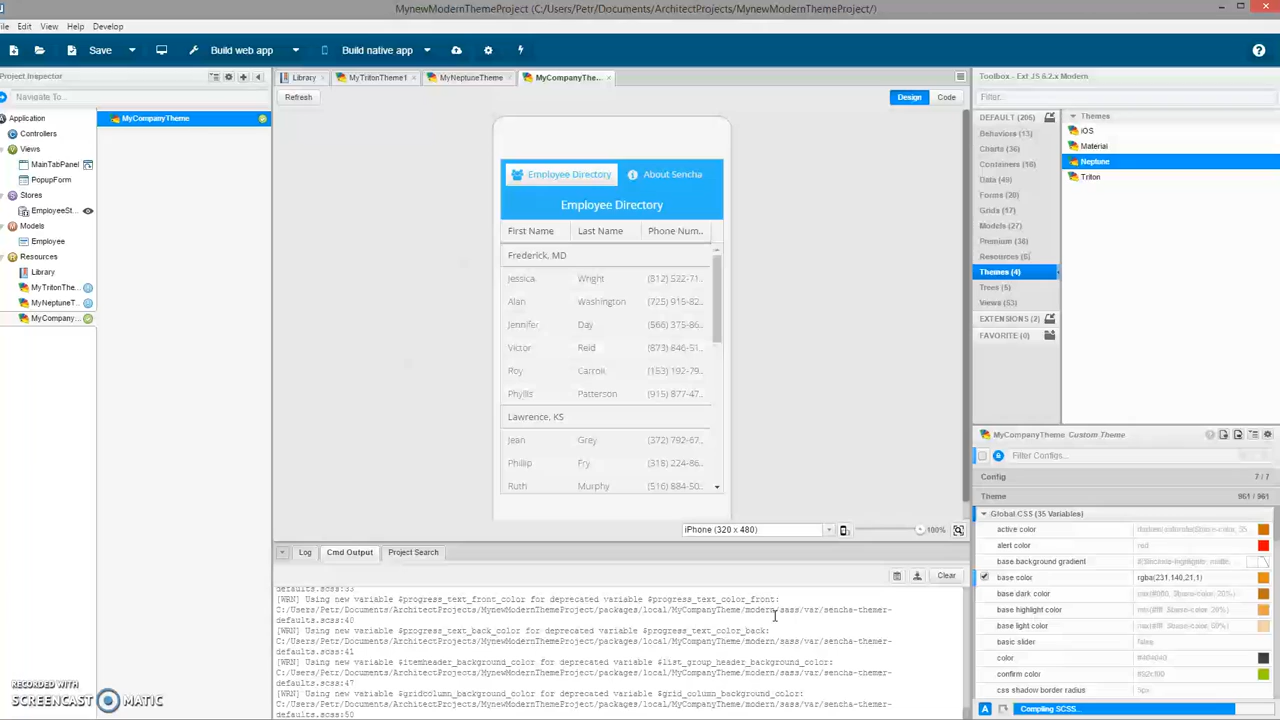 MynewModernThemeProject (C:/Users/Petr/Documents/ArchitectProjects/MynewModernThemeProject/)
Edit View Help Develop
Save Build web app Build native app
Project Inspector
Navigate To...
Application
Controllers
Views
MainTabPanel
PopupForm
Stores
EmployeeSt...
Models
Employee
Resources
Library
MyTritonThe...
MyNeptuneT...
MyCompany...
MyCompanyTheme
Library MyTritonTheme1 MyNeptuneTheme MyCompanyThe...
Refresh Design Code
Employee Directory About Sencha
Employee Directory
First Name Last Name Phone Num...
Frederick, MD
Jessica Wright (812) 522-71...
Alan Washington (725) 915-82...
Jennifer Day (566) 375-86...
Victor Reid (873) 846-51...
Roy Carroll (153) 192-79...
Phyllis Patterson (915) 877-47...
Lawrence, KS
Jean Grey (372) 792-67...
Phillip Fry (318) 224-86...
Ruth Murphy (516) 884-50...
iPhone (320 x 480) 100%
Log Cmd Output Project Search
Clear
defaults.scss:33
[WRN] Using new variable $progress_text_front_color for deprecated variable $progress_text_color_front:
C:/Users/Petr/Documents/ArchitectProjects/MynewModernThemeProject/packages/local/MyCompanyTheme/modern/sass/var/sencha-themer-
defaults.scss:40
[WRN] Using new variable $progress_text_back_color for deprecated variable $progress_text_color_back:
C:/Users/Petr/Documents/ArchitectProjects/MynewModernThemeProject/packages/local/MyCompanyTheme/modern/sass/var/sencha-themer-
defaults.scss:41
[WRN] Using new variable $itemheader_background_color for deprecated variable $list_group_header_background_color:
C:/Users/Petr/Documents/ArchitectProjects/MynewModernThemeProject/packages/local/MyCompanyTheme/modern/sass/var/sencha-themer-
defaults.scss:47
[WRN] Using new variable $gridcolumn_background_color for deprecated variable $grid_column_background_color:
C:/Users/Petr/Documents/ArchitectProjects/MynewModernThemeProject/packages/local/MyCompanyTheme/modern/sass/var/sencha-themer-
defaults.scss:50
Toolbox - Ext JS 6.2.x Modern
Filter...
DEFAULT (206)
Behaviors (13)
Charts (36)
Containers (16)
Data (49)
Forms (20)
Grids (17)
Models (27)
Premium (36)
Resources (5)
Themes (4)
Trees (5)
Views (53)
EXTENSIONS (2)
FAVORITE (0)
Themes
iOS
Material
Neptune
Triton
MyCompanyTheme Custom Theme
Filter Configs...
Config 7 / 7
Theme 961 / 961
Global CSS (35 Variables)
active color
alert color red
base background gradient
base color rgba(231,140,21,1)
base dark color
base highlight color
base light color
basic slider false
color #404040
confirm color
css shadow border radius 5px
Compiling SCSS...
RECORDED WITH
SCREENCAST MATIC